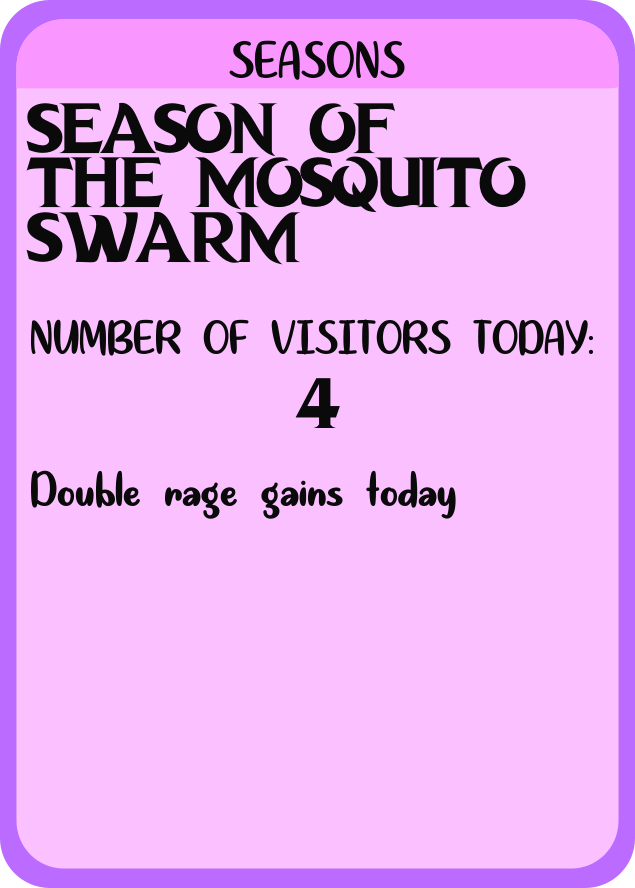 SEASONS
SEASON OF
THE MOSQUITO
SWARM
NUMBER OF VISITORS TODAY:
4
Double rage gains today